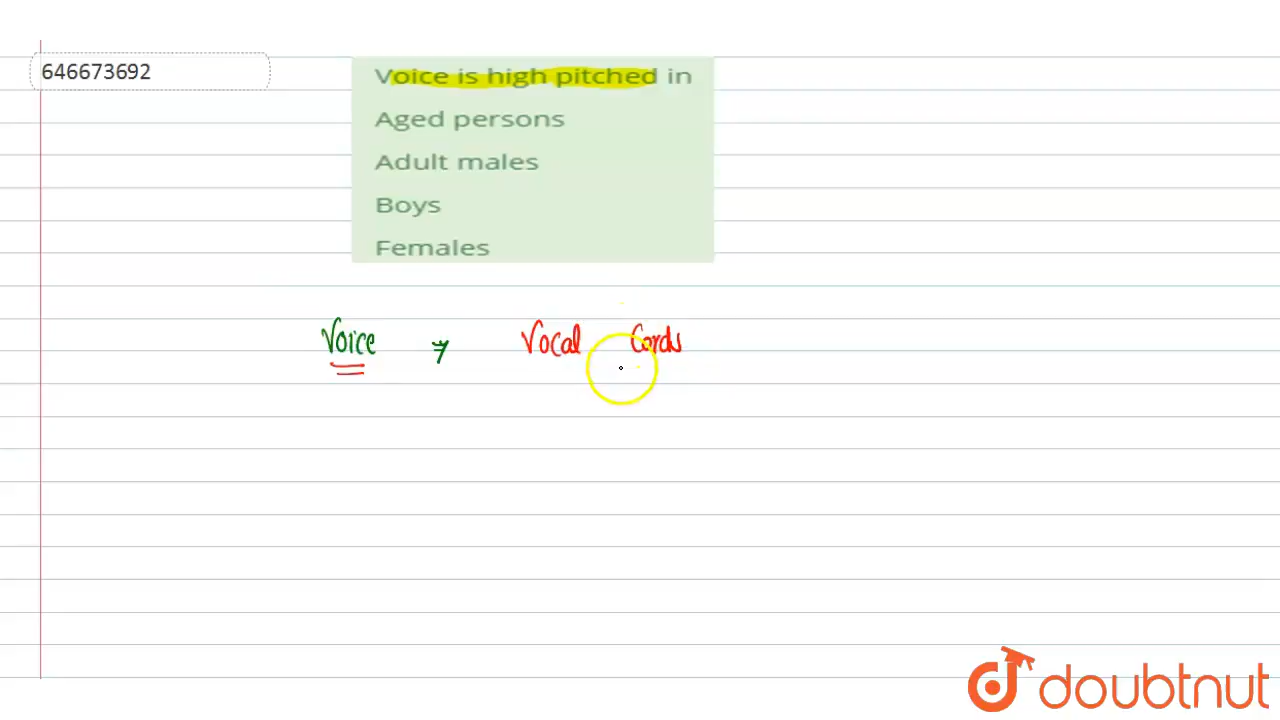 646673692
Voice is high pitched in
Aged persons
Adult males
Boys
Females
Voice → Vocal Cords
doubtnut